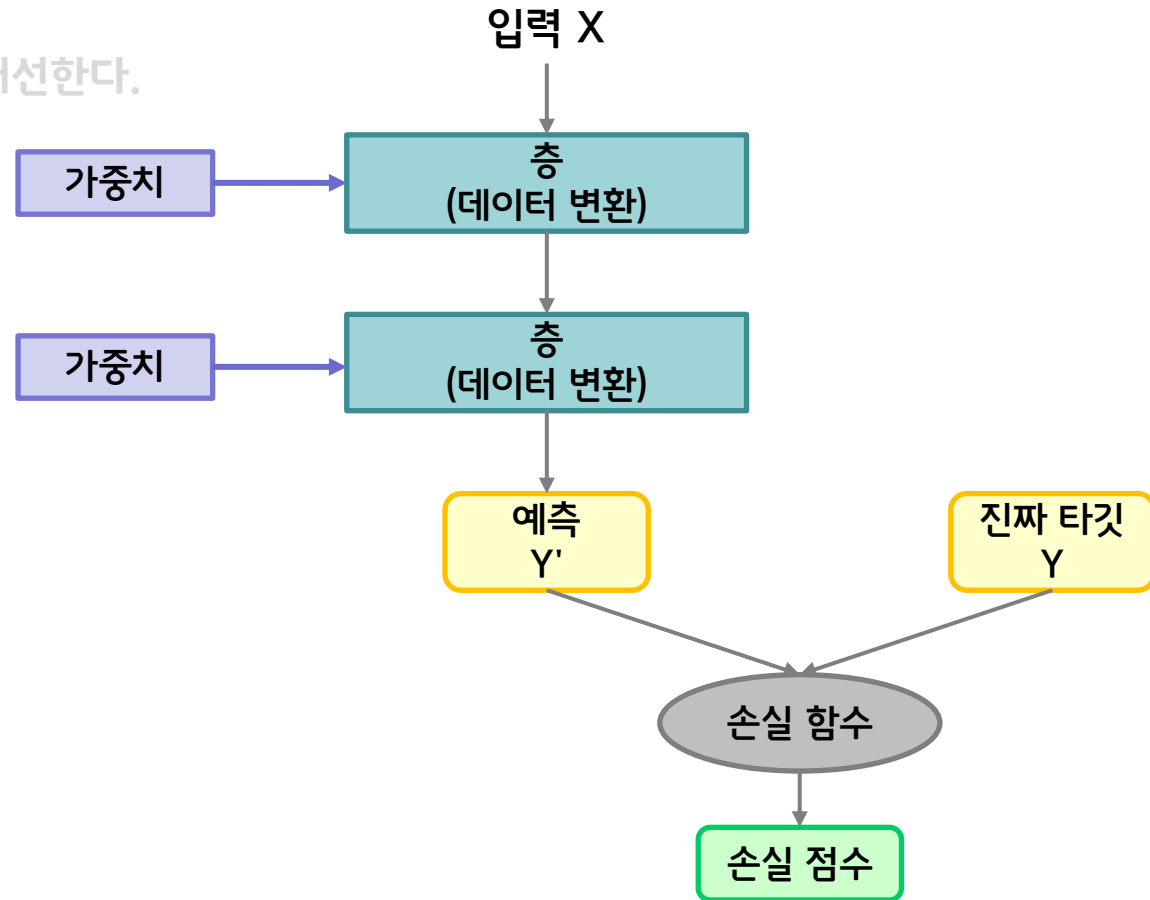 입력 X
선한다.
가중치
층
(데이터 변환)
가중치
층
(데이터 변환)
예측
Y'
진짜 타깃
Y
손실 함수
손실 점수